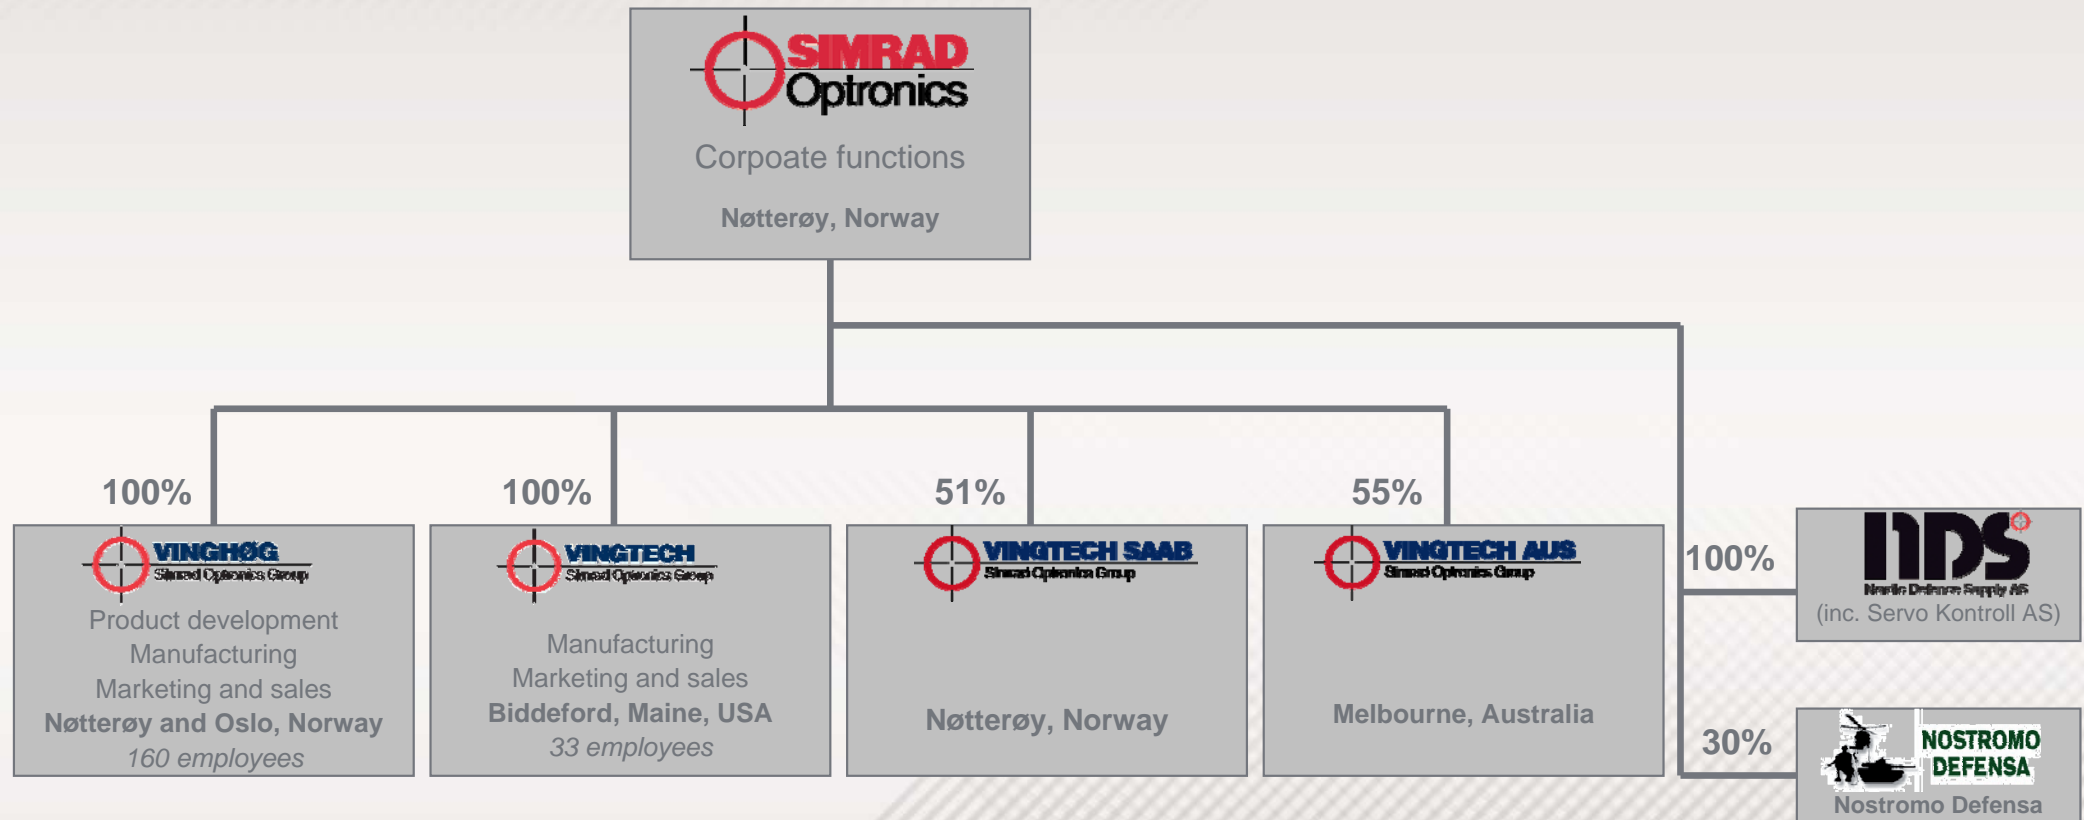 SIMRAD
Optronics
Corpoate functions
Nøtterøy, Norway
100%
100%
51%
55%
VINGHØG
Simrad Optronics Group
Product development
Manufacturing
Marketing and sales
Nøtterøy and Oslo, Norway
160 employees
VINGTECH
Simrad Optronics Group
Manufacturing
Marketing and sales
Biddeford, Maine, USA
33 employees
VINGTECH SAAB
Simrad Optronics Group
Nøtterøy, Norway
VINGTECH AUS
Simrad Optronics Group
Melbourne, Australia
100%
NDS
Nordic Defence Supply AS
(inc. Servo Kontroll AS)
30%
NOSTROMO
DEFENSA
Nostromo Defensa